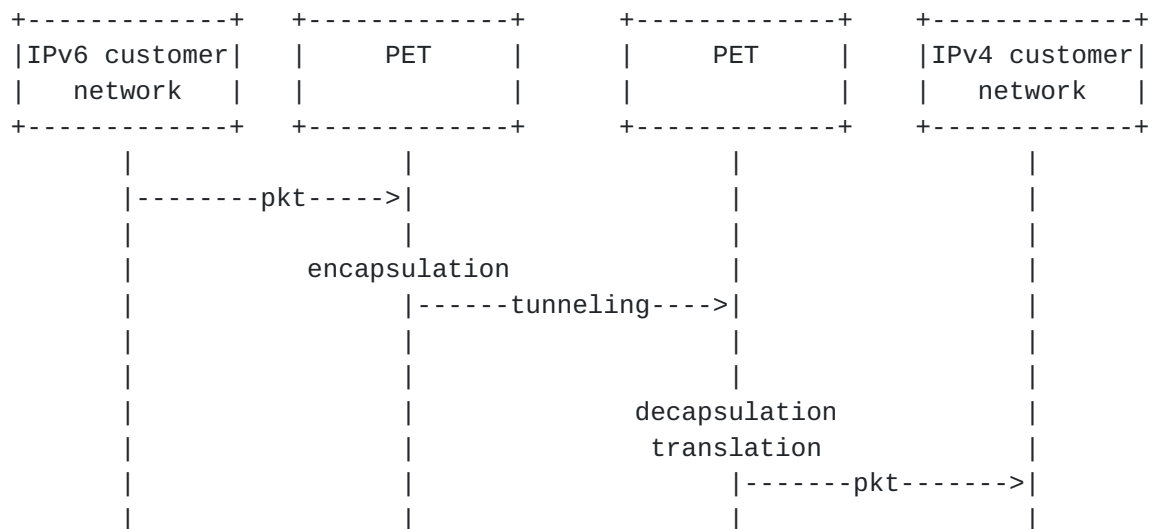 +-------------+   +-------------+      +-------------+    +-------------+
|IPv6 customer|   |     PET     |      |     PET     |    |IPv4 customer|
|   network   |   |             |      |             |    |   network   |
+-------------+   +-------------+      +-------------+    +-------------+
       |                 |                    |                  |
       |--------pkt----->|                    |                  |
       |                 |                    |                  |
       |           encapsulation              |                  |
       |                 |------tunneling---->|                  |
       |                 |                    |                  |
       |                 |                    |                  |
       |                 |              decapsulation            |
       |                 |               translation             |
       |                 |                    |-------pkt------->|
       |                 |                    |                  |